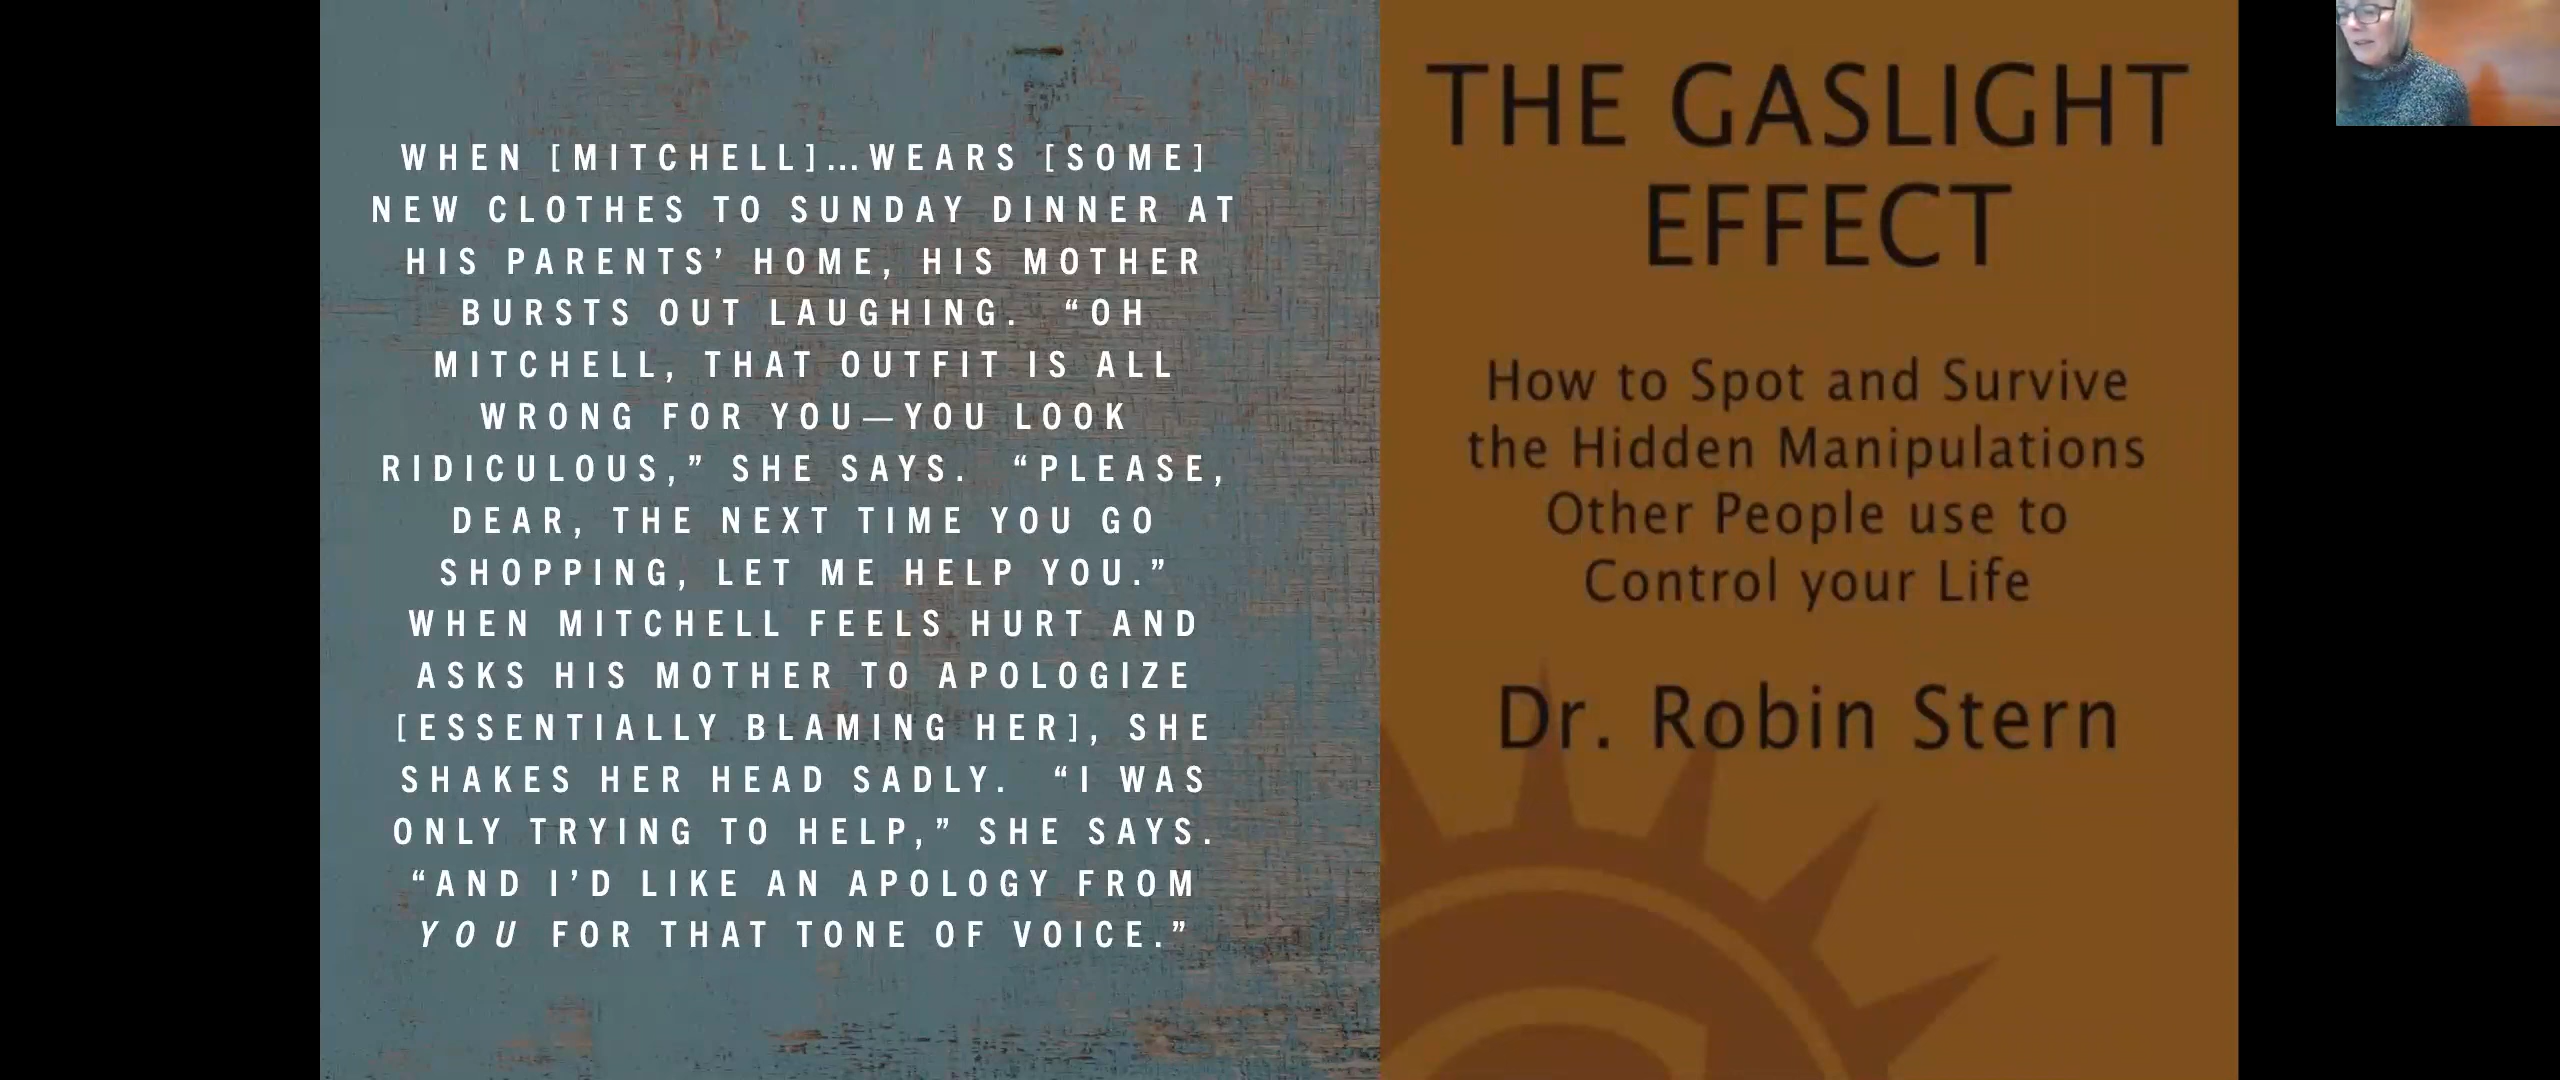 WHEN [MITCHELL]...WEARS [SOME]
NEW CLOTHES TO SUNDAY DINNER AT
HIS PARENTS’ HOME, HIS MOTHER
BURSTS OUT LAUGHING. “OH
MITCHELL, THAT OUTFIT IS ALL
WRONG FOR YOU—YOU LOOK
RIDICULOUS,” SHE SAYS. “PLEASE,
DEAR, THE NEXT TIME YOU GO
SHOPPING, LET ME HELP YOU.”
WHEN MITCHELL FEELS HURT AND
ASKS HIS MOTHER TO APOLOGIZE
[ESSENTIALLY BLAMING HER], SHE
SHAKES HER HEAD SADLY. “I WAS
ONLY TRYING TO HELP,” SHE SAYS.
“AND I’D LIKE AN APOLOGY FROM
YOU FOR THAT TONE OF VOICE.”
THE GASLIGHT
EFFECT
How to Spot and Survive
the Hidden Manipulations
Other People use to
Control your Life
Dr. Robin Stern